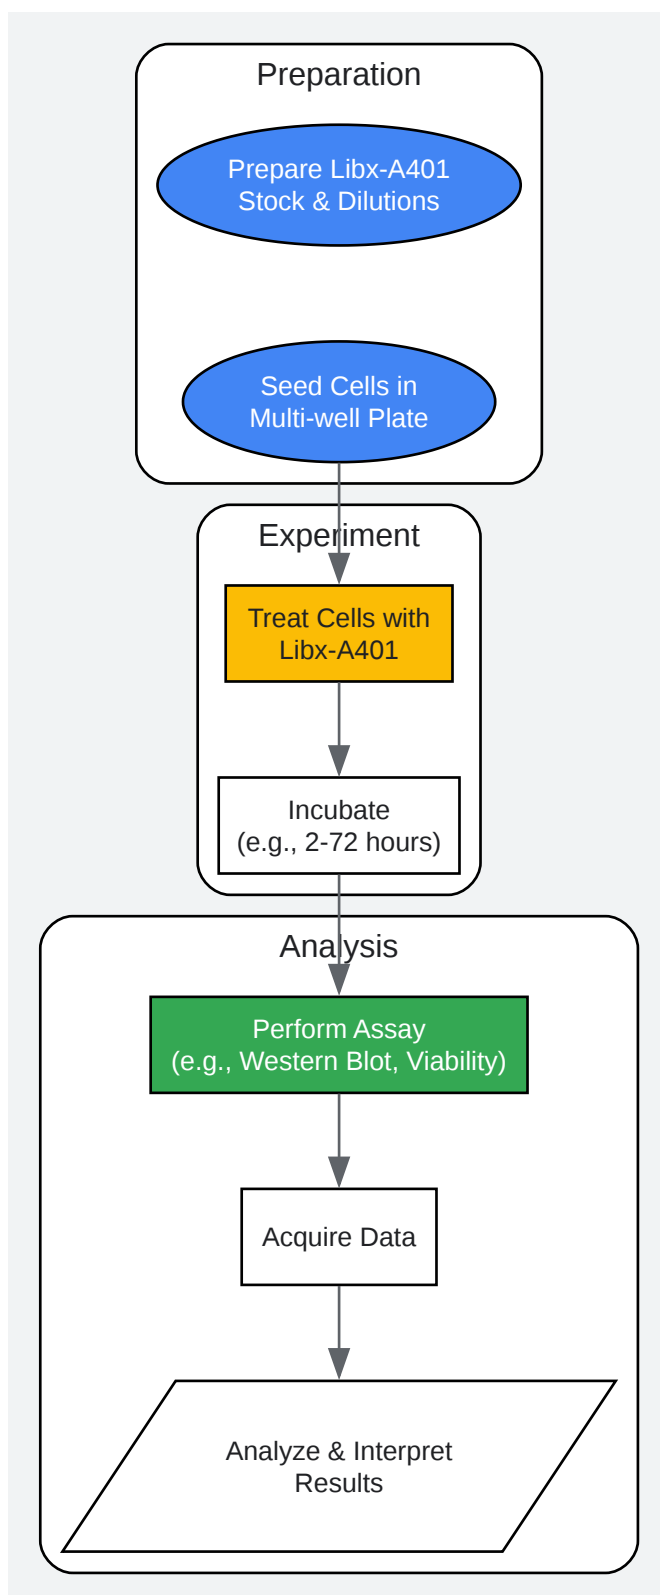 Preparation
Prepare Libx-A401
Stock & Dilutions
Seed Cells in
Multi-well Plate
Experiment
Treat Cells with
Libx-A401
Incubate
(e.g., 2-72 hours)
Analysis
Perform Assay
(e.g., Western Blot, Viability)
Acquire Data
Analyze & Interpret
Results